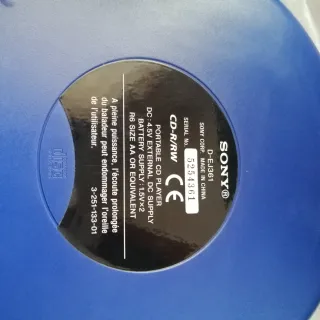 SONY
D-EJ361
SONY CORP. MADE IN CHINA
SERIAL No. 5254361
CD-R/RW CE
PORTABLE CD PLAYER
DC⎓4.5V EXTERNAL DC SUPPLY
BATTERY SUPPLY: 1.5V×2
R6 SIZE AA OR EQUIVALENT
A pleine puissance, l'écoute prolongée
du baladeur peut endommager l'oreille
de l'utilisateur.
3-251-133-01